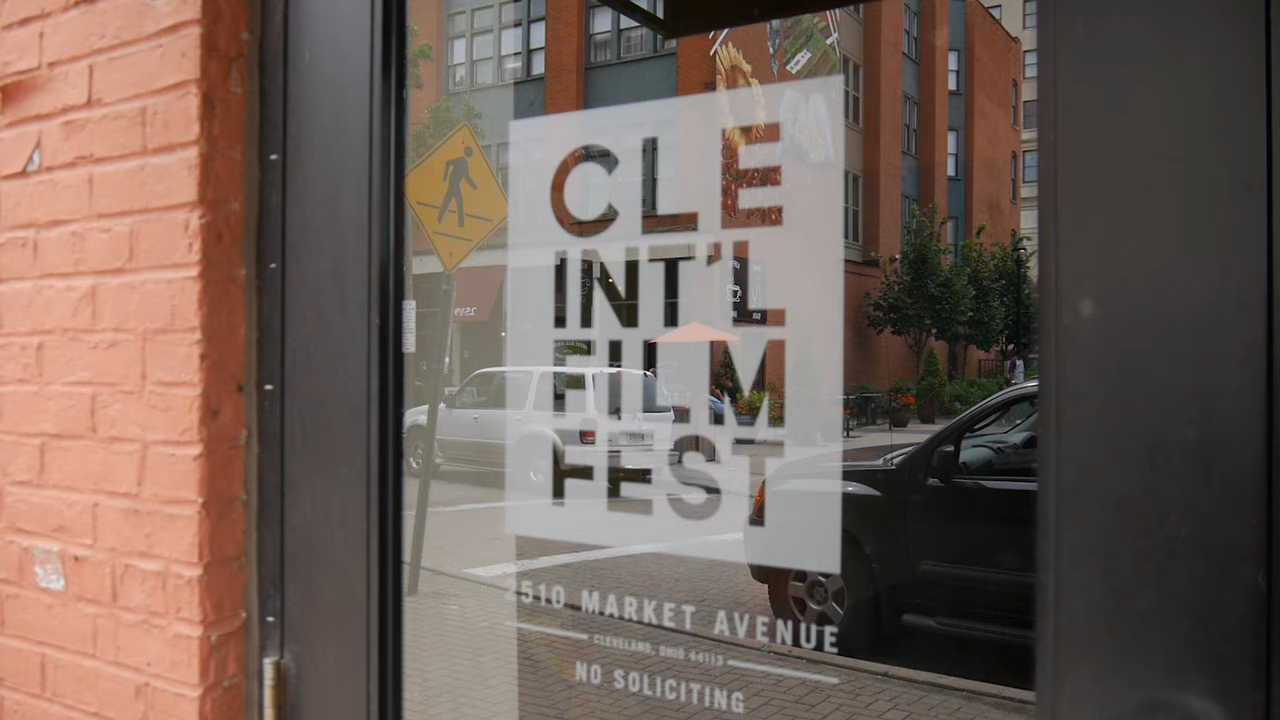 CLE
INT'L
FILM
FEST
2510 MARKET AVENUE
CLEVELAND, OHIO 44113
NO SOLICITING